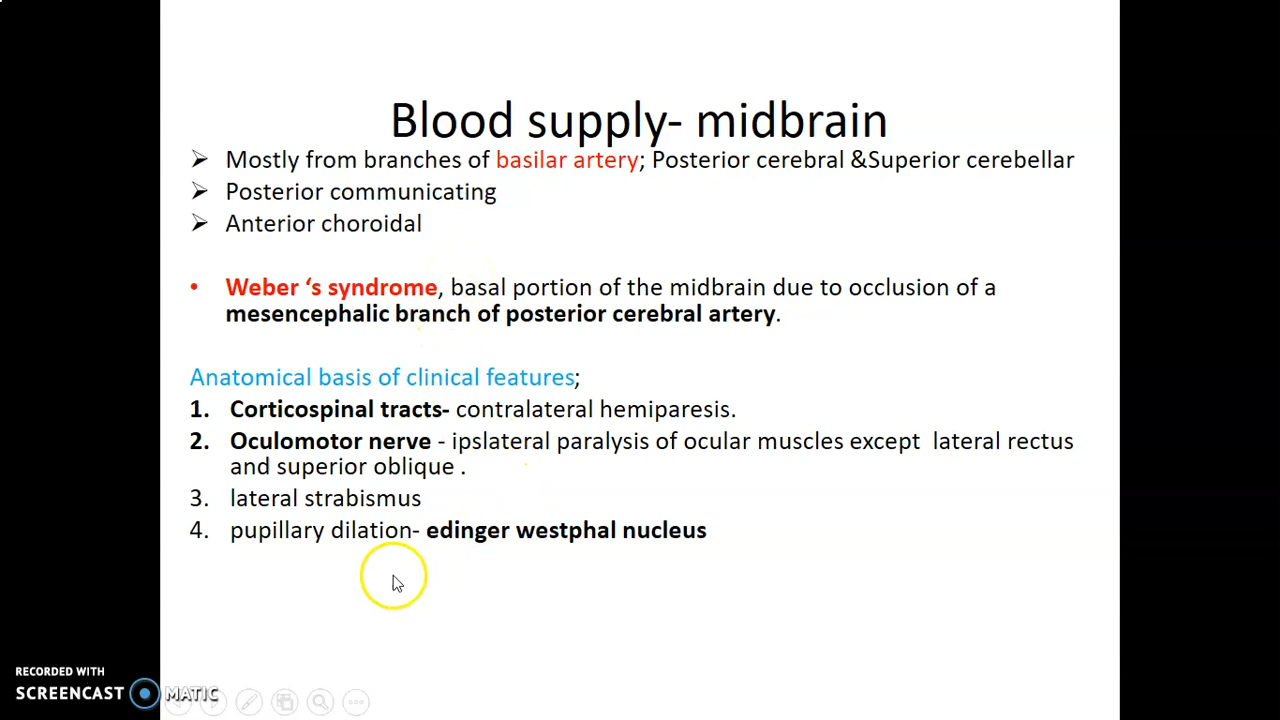 Blood supply- midbrain
➢ Mostly from branches of basilar artery; Posterior cerebral &Superior cerebellar
➢ Posterior communicating
➢ Anterior choroidal
• Weber ‘s syndrome, basal portion of the midbrain due to occlusion of a
mesencephalic branch of posterior cerebral artery.
Anatomical basis of clinical features;
1. Corticospinal tracts- contralateral hemiparesis.
2. Oculomotor nerve - ipslateral paralysis of ocular muscles except lateral rectus
and superior oblique .
3. lateral strabismus
4. pupillary dilation- edinger westphal nucleus
RECORDED WITH
SCREENCAST MATIC